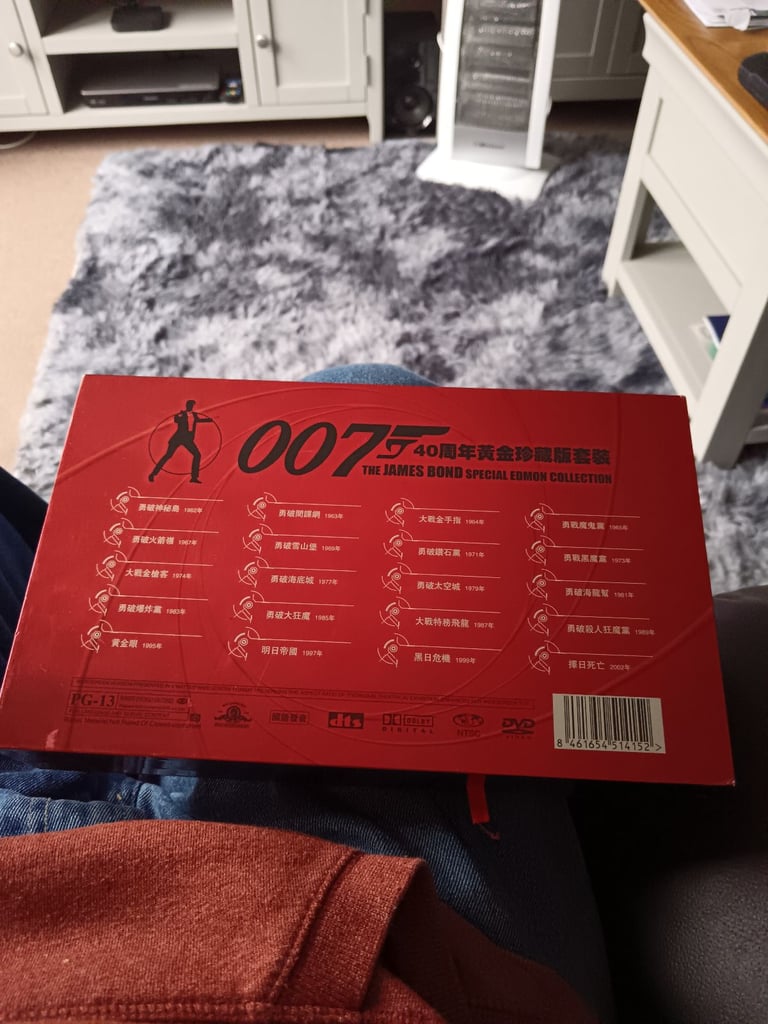 007
40周年黃金珍藏版套裝
THE JAMES BOND SPECIAL EDMON COLLECTION
勇破神秘島 1962年
勇破間諜網 1963年
大戰金手指 1964年
勇戰魔鬼黨 1965年
勇破火箭嶺 1967年
勇破雪山堡 1969年
勇破鑽石黨 1971年
勇戰黑魔黨 1973年
大戰金槍客 1974年
勇破海底城 1977年
勇破太空城 1979年
勇破海龍幫 1981年
勇破爆炸黨 1983年
勇破大狂魔 1985年
大戰特務飛龍 1987年
勇破殺人狂魔黨 1989年
黃金眼 1995年
明日帝國 1997年
黑日危機 1999年
擇日死亡 2002年
PG-13
國語發音
dts
DOLBY
DIGITAL
NTSC
DVD
VIDEO
8 461654 514152 >